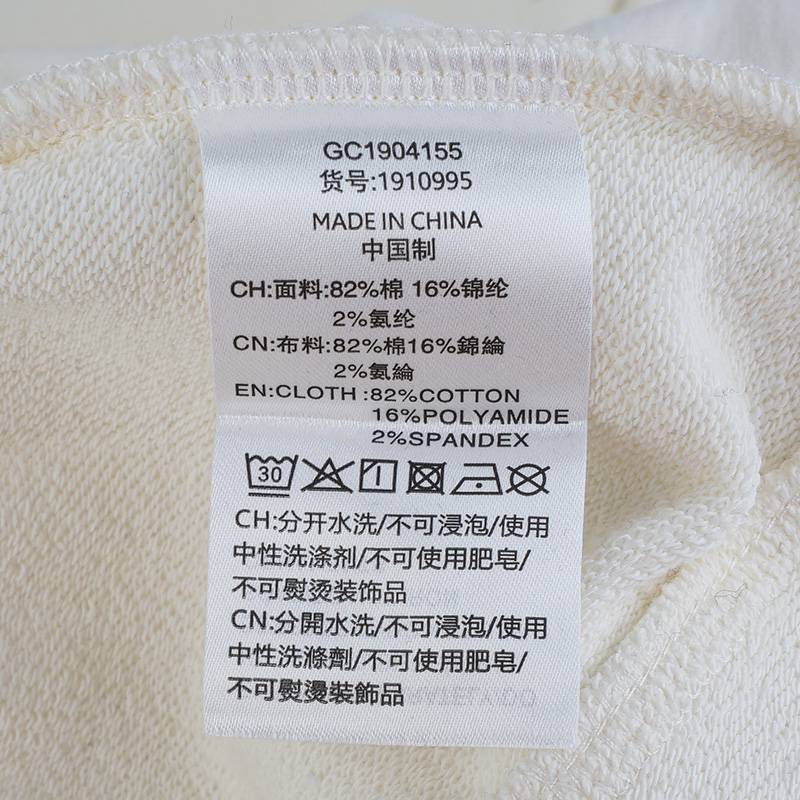 GC1904155
货号:1910995
MADE IN CHINA
中国制
CH:面料:82%棉 16%锦纶
2%氨纶
CN:布料:82%棉16%錦綸
2%氨綸
EN:CLOTH :82%COTTON
16%POLYAMIDE
2%SPANDEX
30
CH:分开水洗/不可浸泡/使用
中性洗涤剂/不可使用肥皂/
不可熨烫装饰品
CN:分開水洗/不可浸泡/使用
中性洗滌劑/不可使用肥皂/
不可熨燙裝飾品